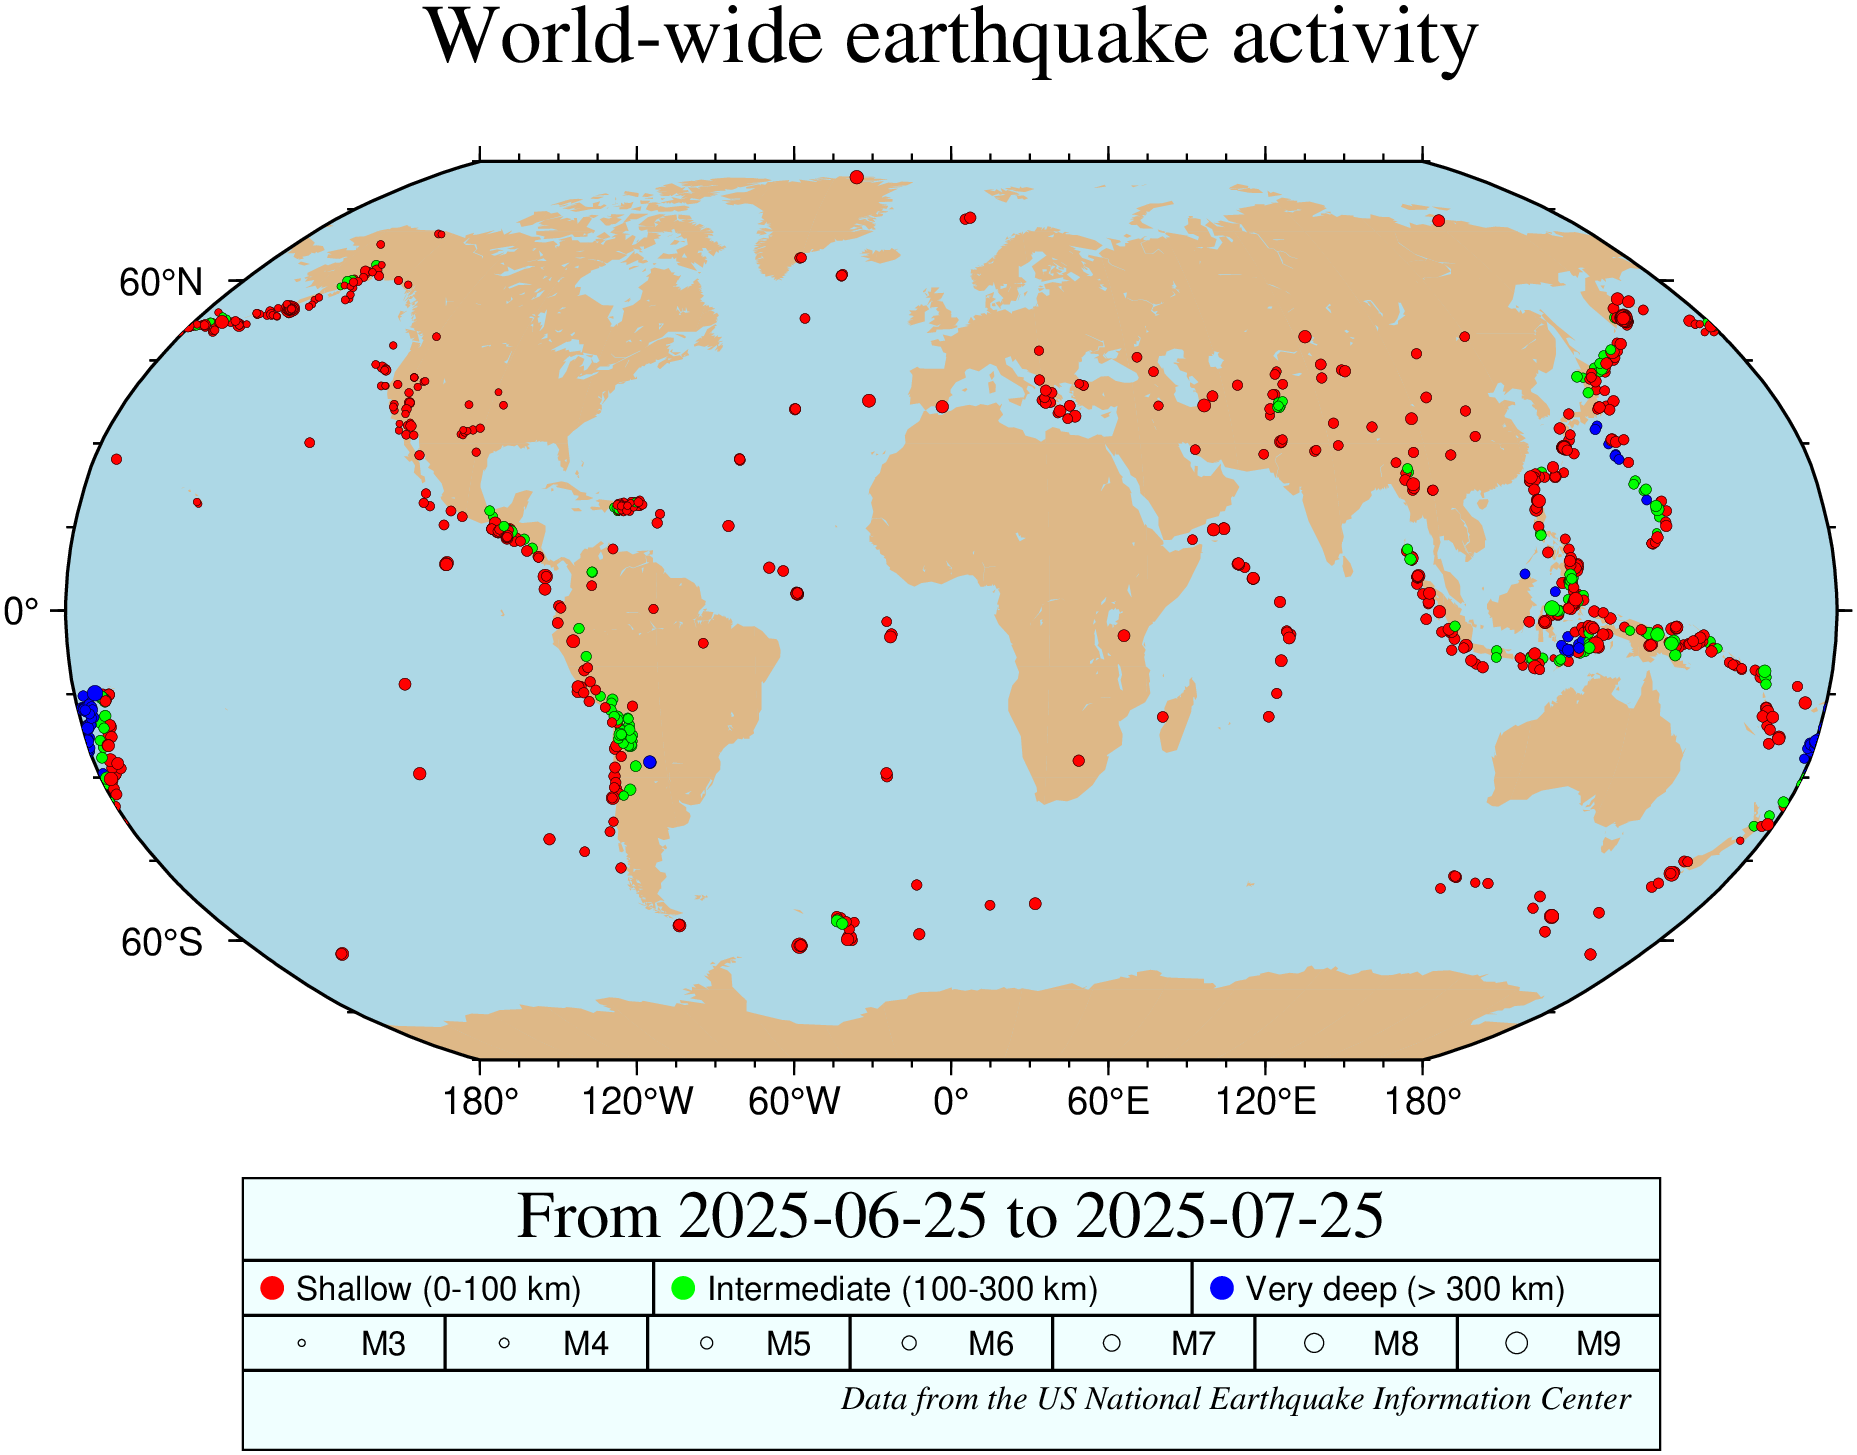 World-wide earthquake activity
60°N
0°
60°S
180° 120°W 60°W 0° 60°E 120°E 180°
From 2025-06-25 to 2025-07-25
Shallow (0-100 km) Intermediate (100-300 km) Very deep (> 300 km)
M3 M4 M5 M6 M7 M8 M9
Data from the US National Earthquake Information Center